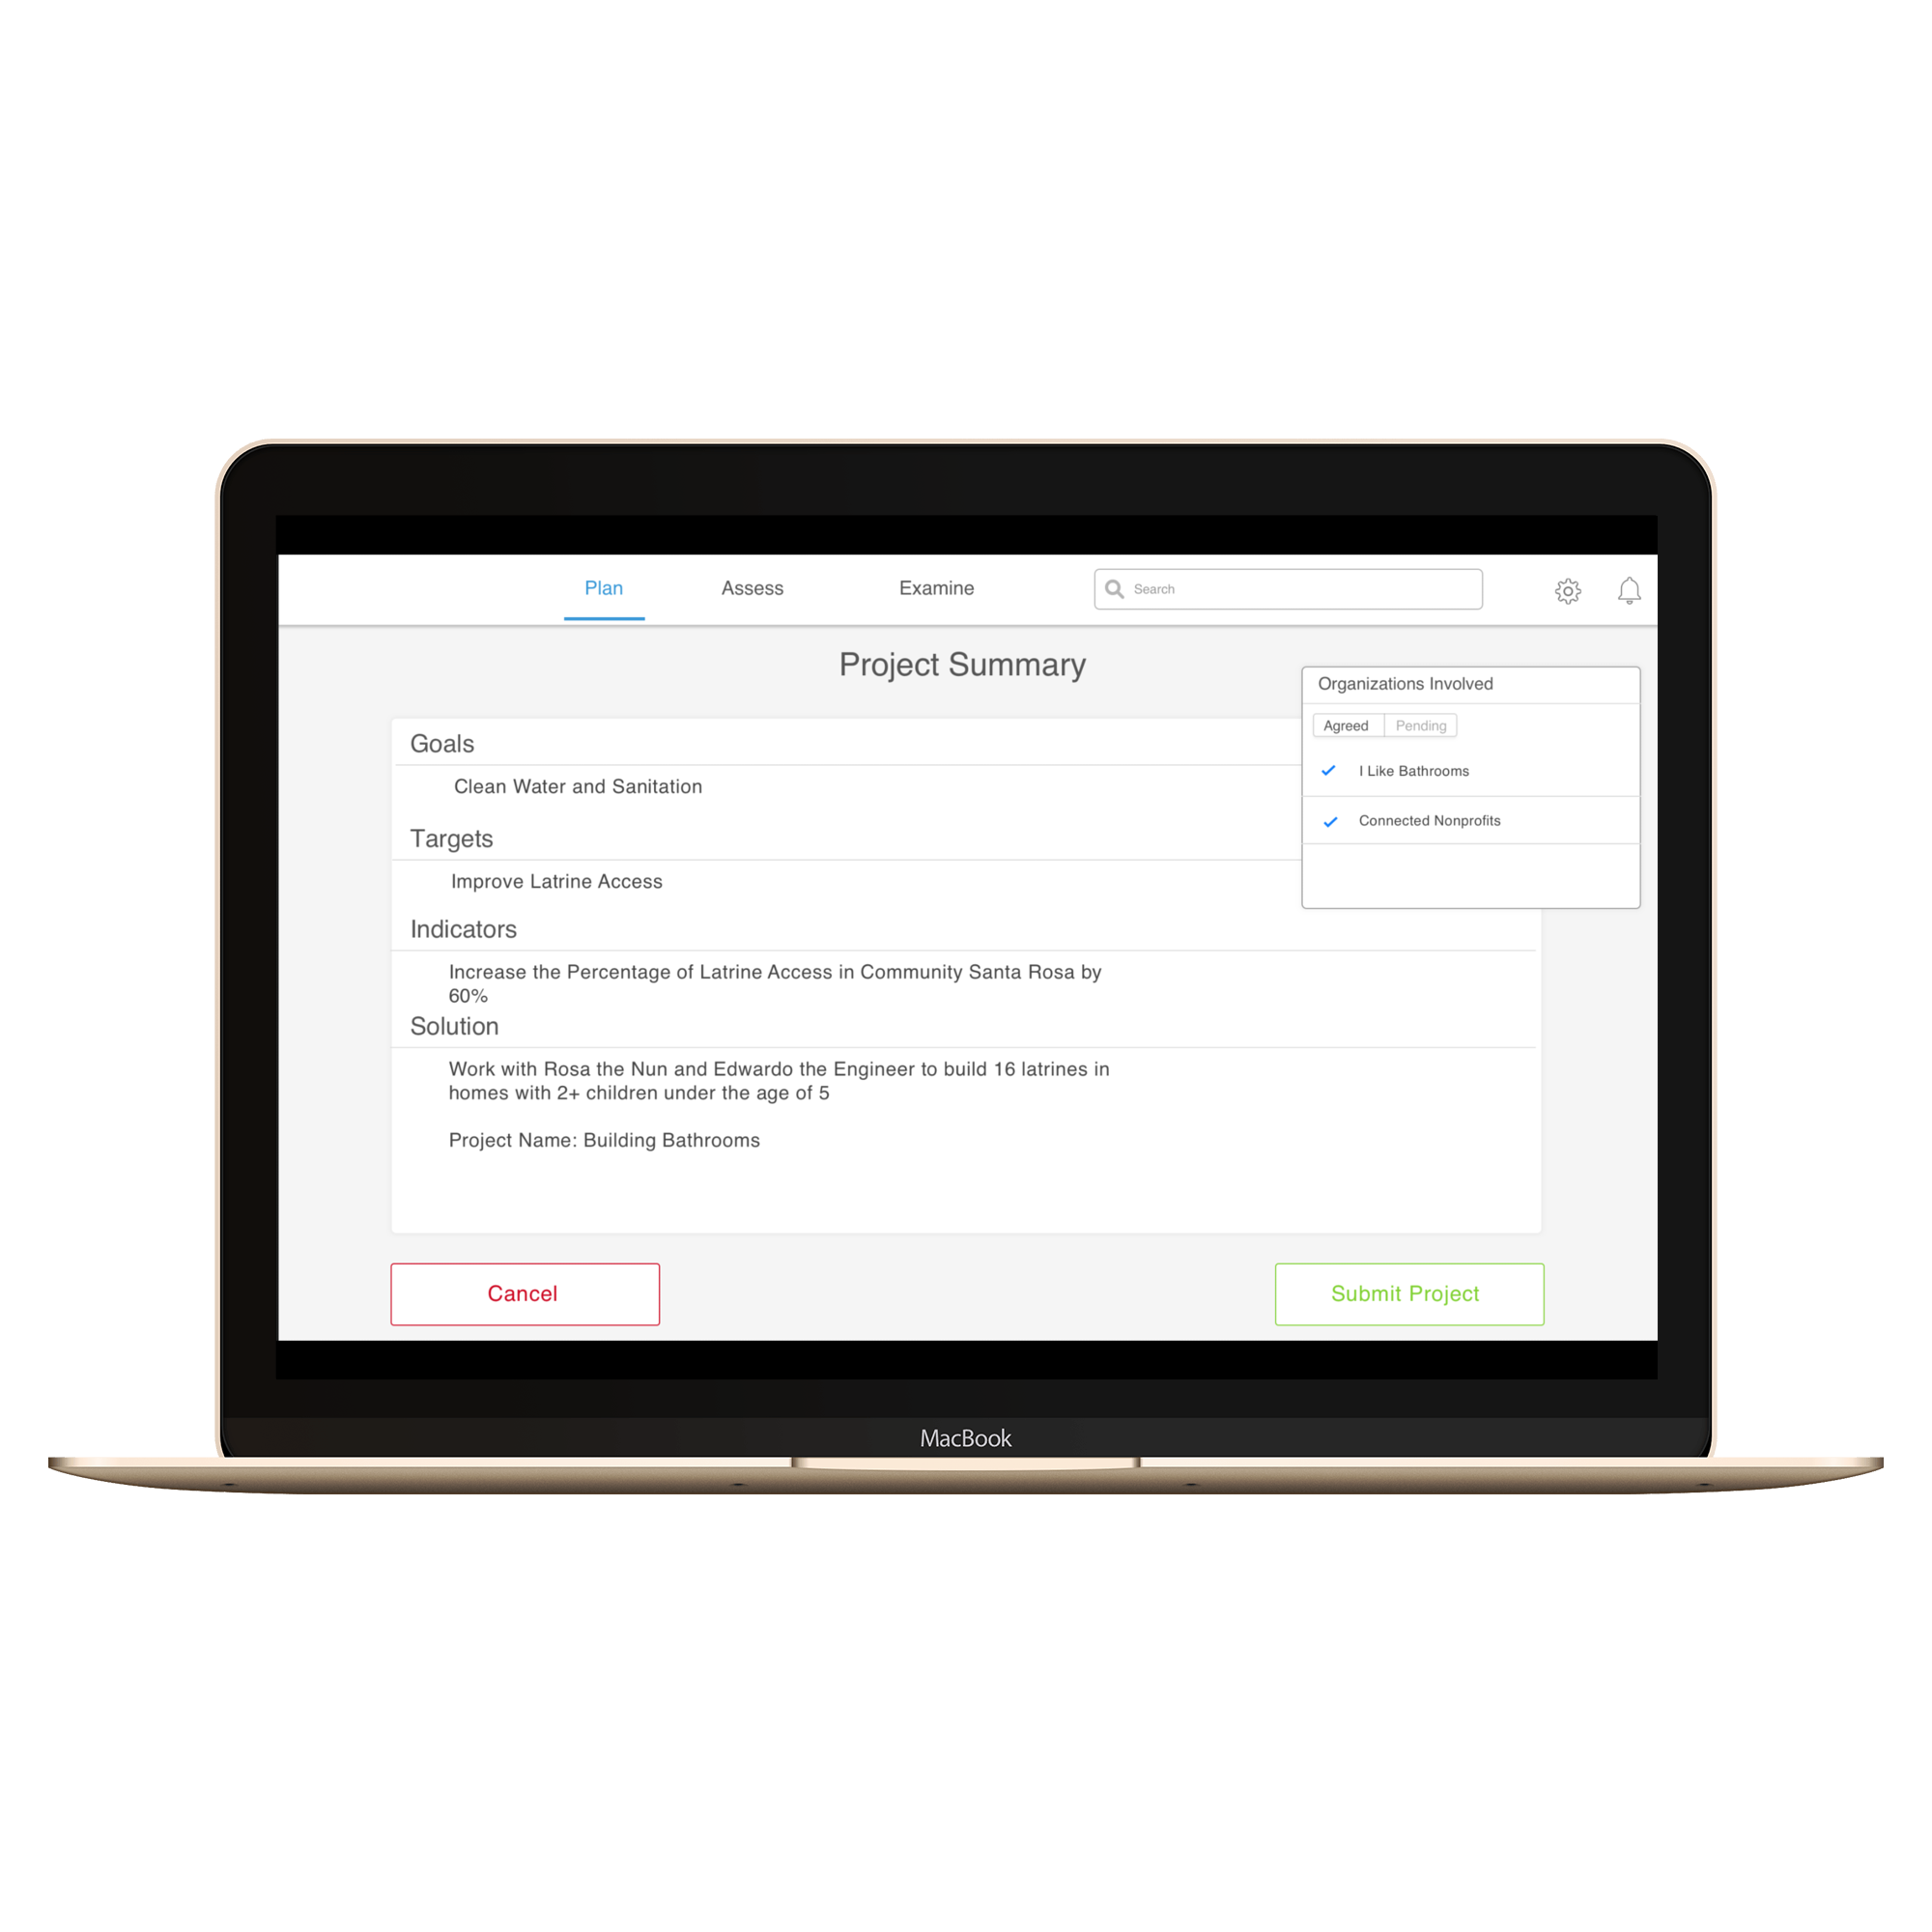 Plan
Assess
Examine
Search
Project Summary
Organizations Involved
Agreed
Pending
I Like Bathrooms
Connected Nonprofits
Goals
Clean Water and Sanitation
Targets
Improve Latrine Access
Indicators
Increase the Percentage of Latrine Access in Community Santa Rosa by
60%
Solution
Work with Rosa the Nun and Edwardo the Engineer to build 16 latrines in
homes with 2+ children under the age of 5
Project Name: Building Bathrooms
Cancel
Submit Project
MacBook